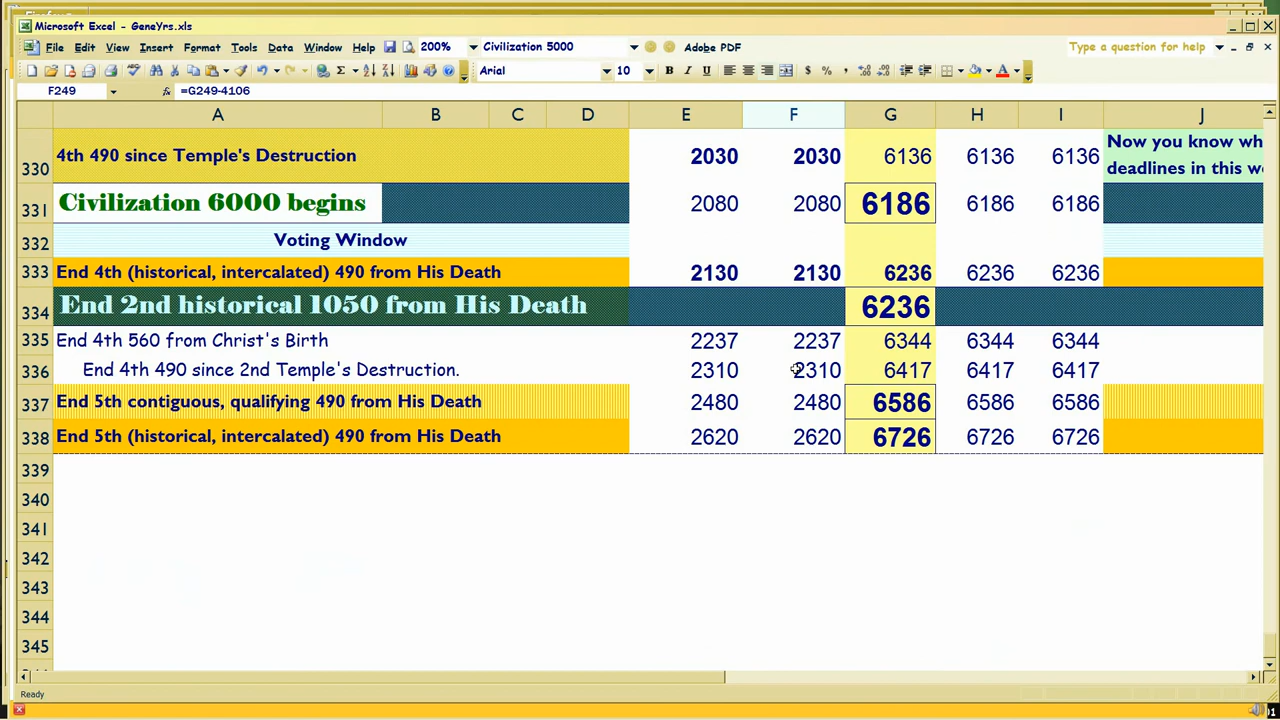 Microsoft Excel - GeneYrs.xls
File Edit View Insert Format Tools Data Window Help 200% Civilization 5000 Adobe PDF Type a question for help
Arial 10 B I U $ % ,
F249 fx =G249-4106
A B C D E F G H I J
330 4th 490 since Temple's Destruction 2030 2030 6136 6136 6136 Now you know wh
deadlines in this w
331 Civilization 6000 begins 2080 2080 6186 6186 6186
332 Voting Window
333 End 4th (historical, intercalated) 490 from His Death 2130 2130 6236 6236 6236
334 End 2nd historical 1050 from His Death 6236
335 End 4th 560 from Christ's Birth 2237 2237 6344 6344 6344
336 End 4th 490 since 2nd Temple's Destruction. 2310 2310 6417 6417 6417
337 End 5th contiguous, qualifying 490 from His Death 2480 2480 6586 6586 6586
338 End 5th (historical, intercalated) 490 from His Death 2620 2620 6726 6726 6726
339
340
341
342
343
344
345
Ready